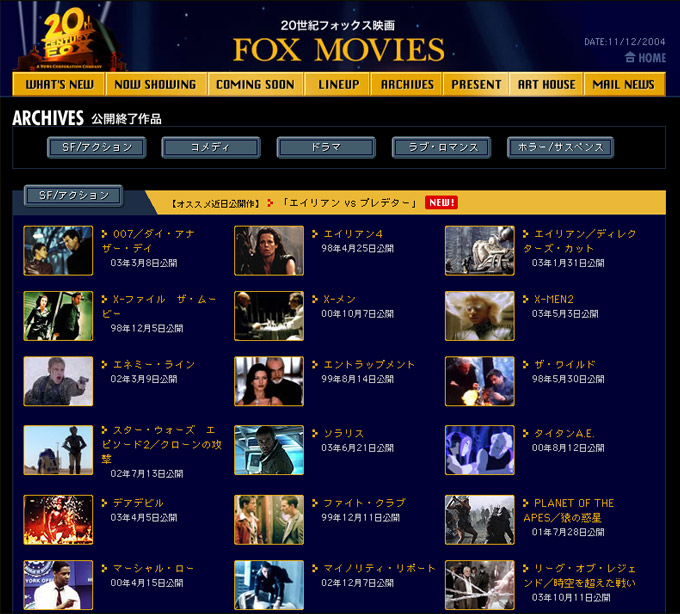 20世紀フォックス映画
20th
CENTURY
FOX
A NEWS CORPORATION COMPANY
FOX MOVIES
DATE:11/12/2004
HOME
WHAT'S NEW NOW SHOWING COMING SOON LINEUP ARCHIVES PRESENT ART HOUSE MAIL NEWS
ARCHIVES 公開終了作品
SF/アクション コメディ ドラマ ラブ・ロマンス ホラー/サスペンス
SF/アクション
【オススメ近日公開作】 「エイリアン VS プレデター」 NEW!
007／ダイ・アナ
ザー・デイ
03年3月8日公開
エイリアン4
98年4月25日公開
エイリアン／ディレク
ターズ・カット
03年1月31日公開
X-ファイル ザ・ムー
ビー
98年12月5日公開
X-メン
00年10月7日公開
X-MEN2
03年5月3日公開
エネミー・ライン
02年3月9日公開
エントラップメント
99年8月14日公開
ザ・ワイルド
98年5月30日公開
スター・ウォーズ エ
ピソード2／クローンの攻
撃
02年7月13日公開
ソラリス
03年6月21日公開
タイタンA.E.
00年8月12日公開
デアデビル
03年4月5日公開
ファイト・クラブ
99年12月11日公開
PLANET OF THE
APES／猿の惑星
01年7月28日公開
マーシャル・ロー
00年4月15日公開
マイノリティ・リポート
02年12月7日公開
リーグ・オブ・レジェ
ンド／時空を超えた戦い
03年10月11日公開